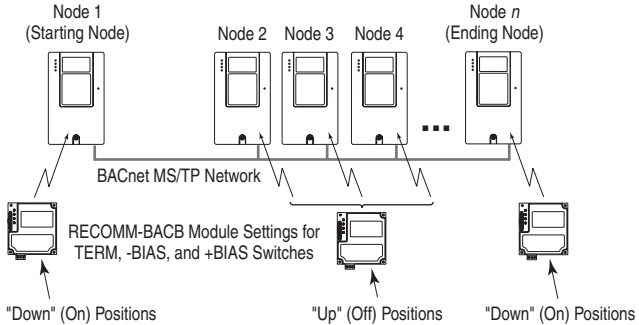 Node 1
(Starting Node)
Node 2
Node 3
Node 4
Node n
(Ending Node)
BACnet MS/TP Network
RECOMM-BACB Module Settings for
TERM, -BIAS, and +BIAS Switches
"Down" (On) Positions
"Up" (Off) Positions
"Down" (On) Positions